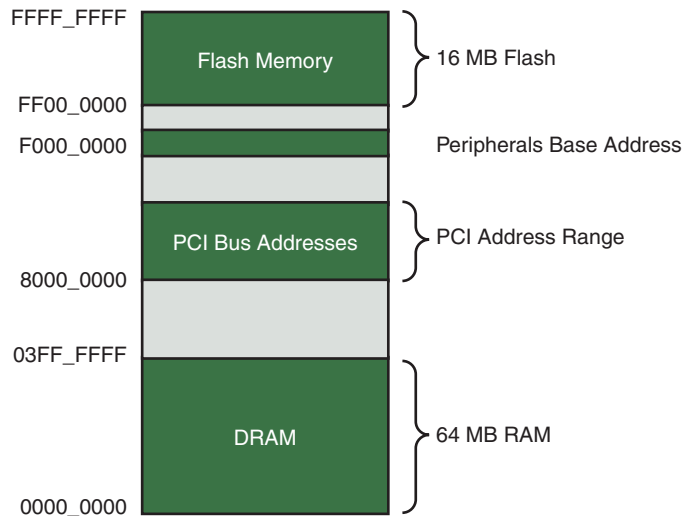 FFFF_FFFF
Flash Memory
16 MB Flash
FF00_0000
F000_0000
Peripherals Base Address
PCI Bus Addresses
PCI Address Range
8000_0000
03FF_FFFF
DRAM
64 MB RAM
0000_0000